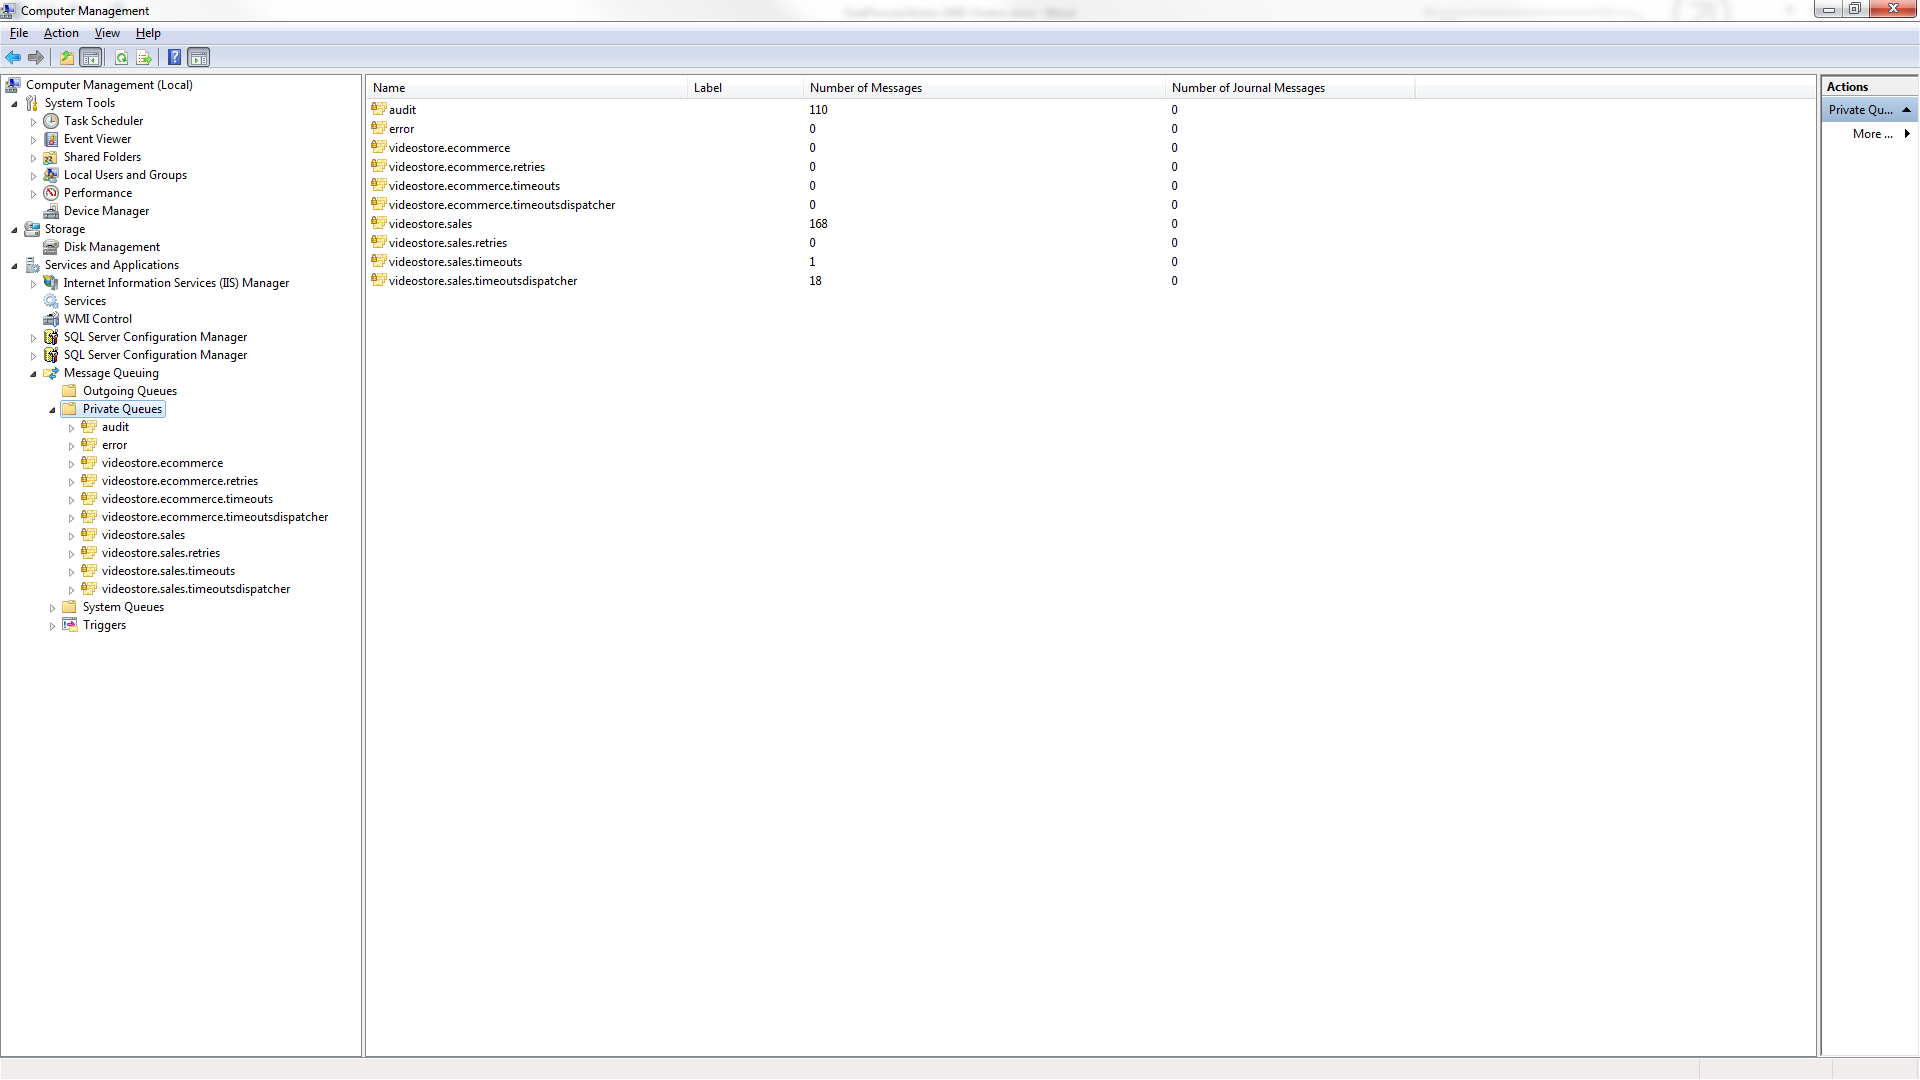 Computer Management
File Action View Help
Computer Management (Local)
System Tools
Task Scheduler
Event Viewer
Shared Folders
Local Users and Groups
Performance
Device Manager
Storage
Disk Management
Services and Applications
Internet Information Services (IIS) Manager
Services
WMI Control
SQL Server Configuration Manager
SQL Server Configuration Manager
Message Queuing
Outgoing Queues
Private Queues
audit
error
videostore.ecommerce
videostore.ecommerce.retries
videostore.ecommerce.timeouts
videostore.ecommerce.timeoutsdispatcher
videostore.sales
videostore.sales.retries
videostore.sales.timeouts
videostore.sales.timeoutsdispatcher
System Queues
Triggers
Name Label Number of Messages Number of Journal Messages
audit 110 0
error 0 0
videostore.ecommerce 0 0
videostore.ecommerce.retries 0 0
videostore.ecommerce.timeouts 0 0
videostore.ecommerce.timeoutsdispatcher 0 0
videostore.sales 168 0
videostore.sales.retries 0 0
videostore.sales.timeouts 1 0
videostore.sales.timeoutsdispatcher 18 0
Actions
Private Qu...
More ...